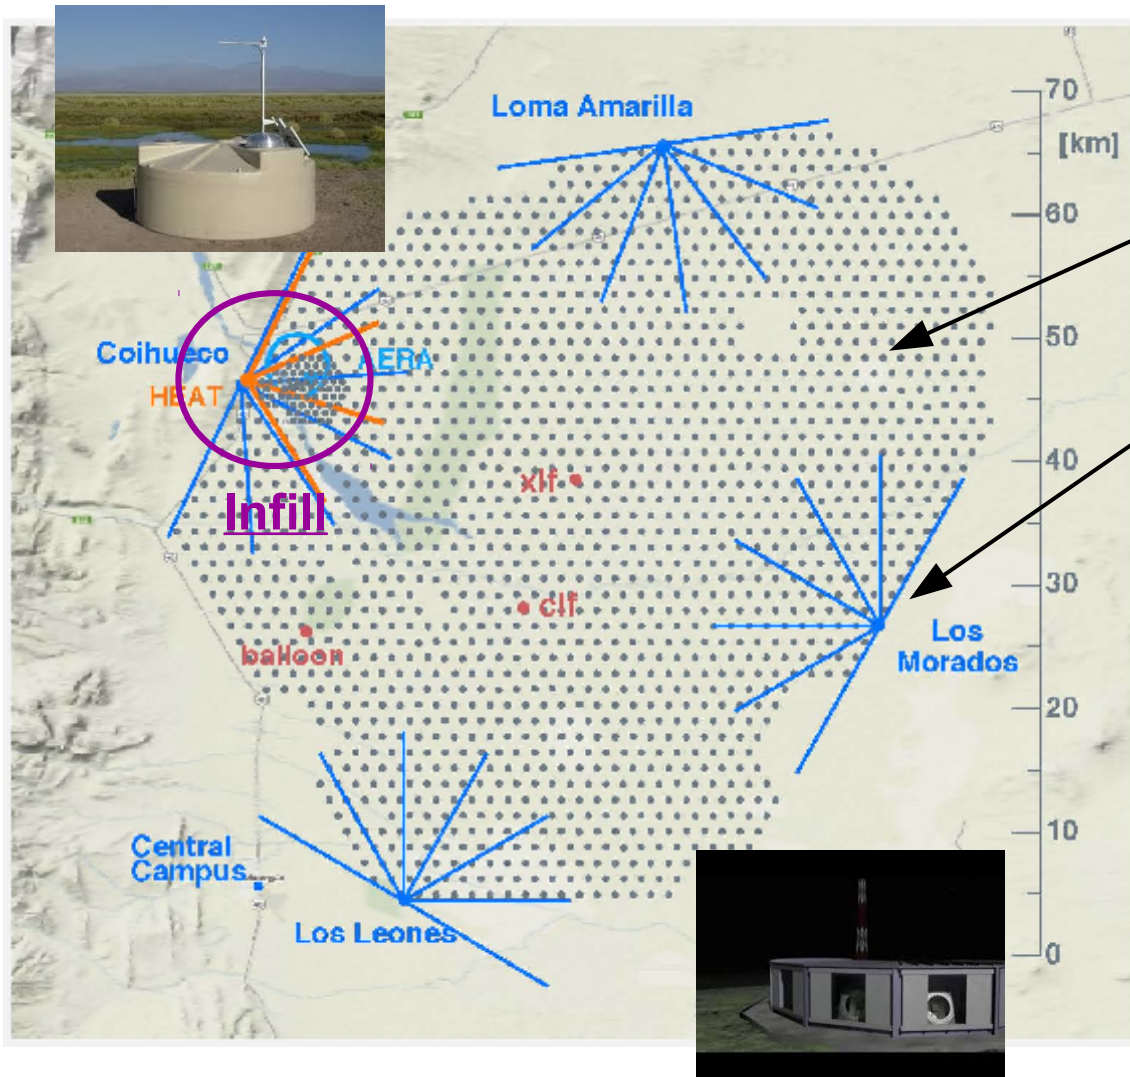 Loma Amarilla
70
[km]
60
50
Coihueco
AERA
HEAT
40
xlf
Infill
30
clf
balloon
Los
Morados
20
10
Central
Campus
Los Leones
0